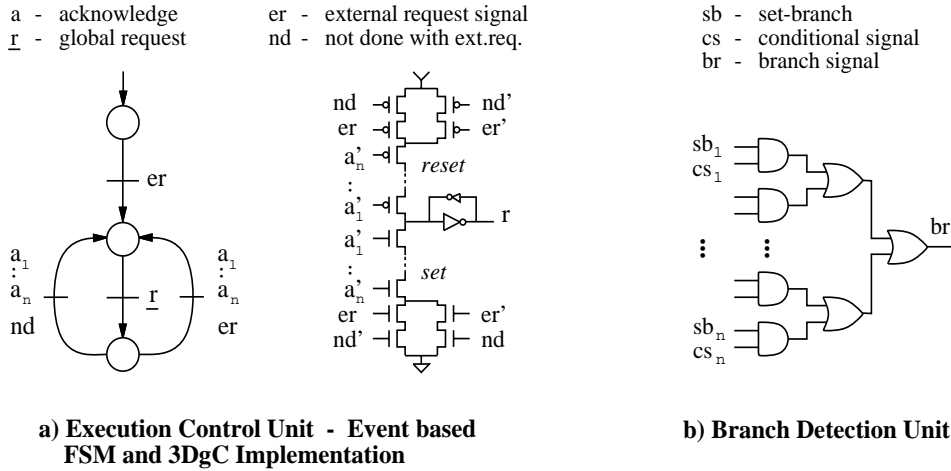 a - acknowledge
r - global request
er - external request signal
nd - not done with ext.req.
sb - set-branch
cs - conditional signal
br - branch signal
er
a1
:
an
nd
r
a1
:
an
er
nd
er
a'n
:
a'1
a'1
:
a'n
er
nd'
nd'
er'
reset
r
set
er'
nd
sb1
cs1
sbn
csn
br
a) Execution Control Unit - Event based
FSM and 3DgC Implementation
b) Branch Detection Unit